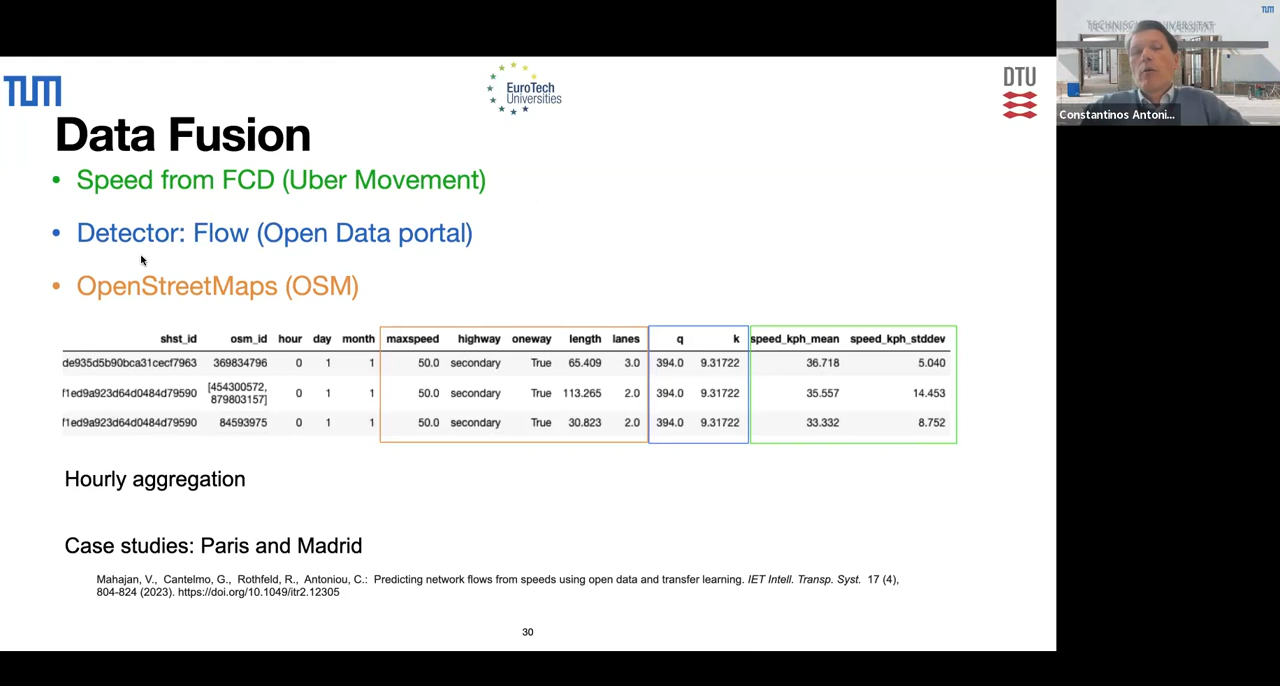 TUM
TECHNISCHE UNIVERSITAT
Constantinos Antoni...
TUM
EuroTech
Universities
DTU
Data Fusion
• Speed from FCD (Uber Movement)
• Detector: Flow (Open Data portal)
• OpenStreetMaps (OSM)
shst_id osm_id hour day month maxspeed highway oneway length lanes q k speed_kph_mean speed_kph_stddev
de935d5b90bca31cecf7963 369834796 0 1 1 50.0 secondary True 65.409 3.0 394.0 9.31722 36.718 5.040
f1ed9a923d64d0484d79590 [454300572, 879803157] 0 1 1 50.0 secondary True 113.265 2.0 394.0 9.31722 35.557 14.453
f1ed9a923d64d0484d79590 84593975 0 1 1 50.0 secondary True 30.823 2.0 394.0 9.31722 33.332 8.752
Hourly aggregation
Case studies: Paris and Madrid
Mahajan, V., Cantelmo, G., Rothfeld, R., Antoniou, C.: Predicting network flows from speeds using open data and transfer learning. IET Intell. Transp. Syst. 17 (4),
804-824 (2023). https://doi.org/10.1049/itr2.12305
30